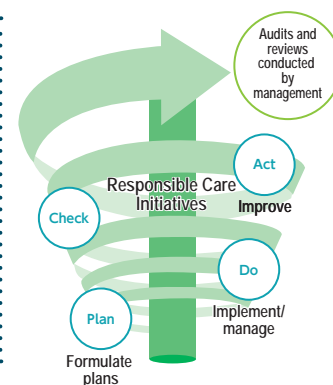 Audits and
reviews
conducted
by
management
Act
Improve
Responsible Care
Initiatives
Check
Do
Implement/
manage
Plan
Formulate
plans